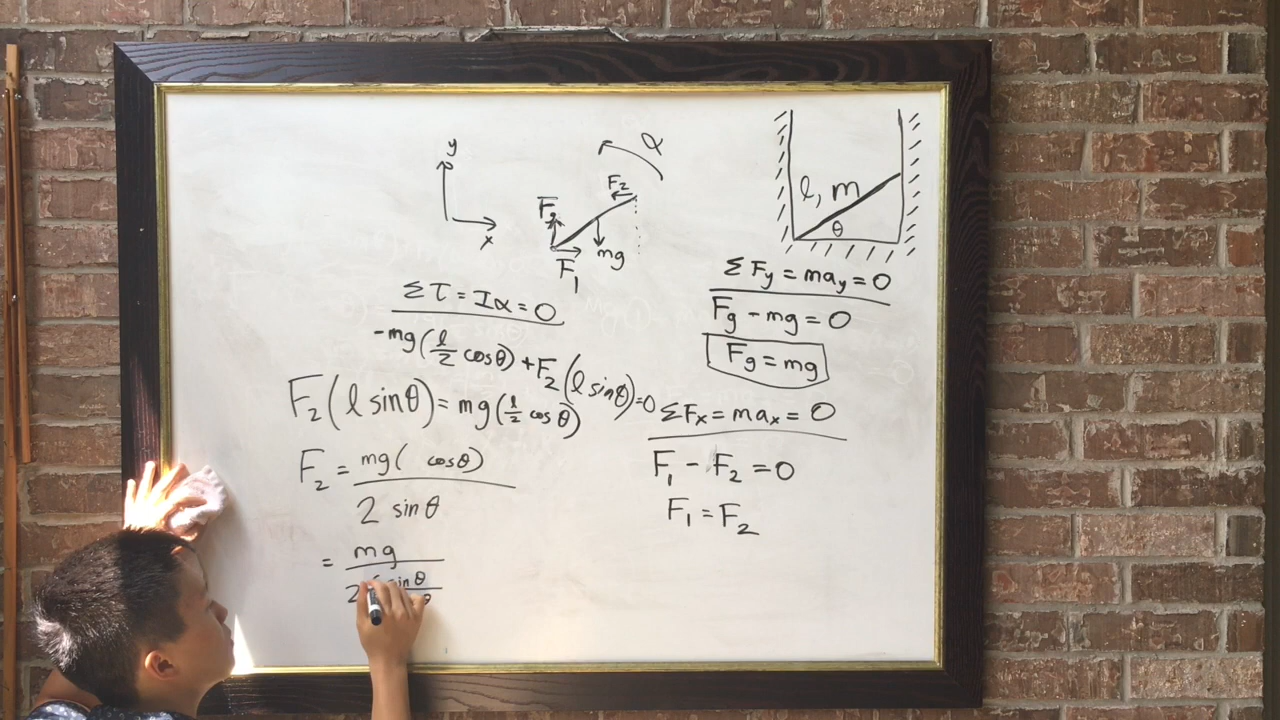 y
x
α
F₂
Fg
F₁
mg
l, m
θ
ΣFy = may = 0
Fg - mg = 0
Fg = mg
Στ = Iα = 0
-mg(l/2 cosθ) + F₂(l sinθ) = 0
F₂(l sinθ) = mg(l/2 cosθ)
F₂ = mg( cosθ) / 2 sinθ
= mg / 2
ΣFx = max = 0
F₁ - F₂ = 0
F₁ = F₂